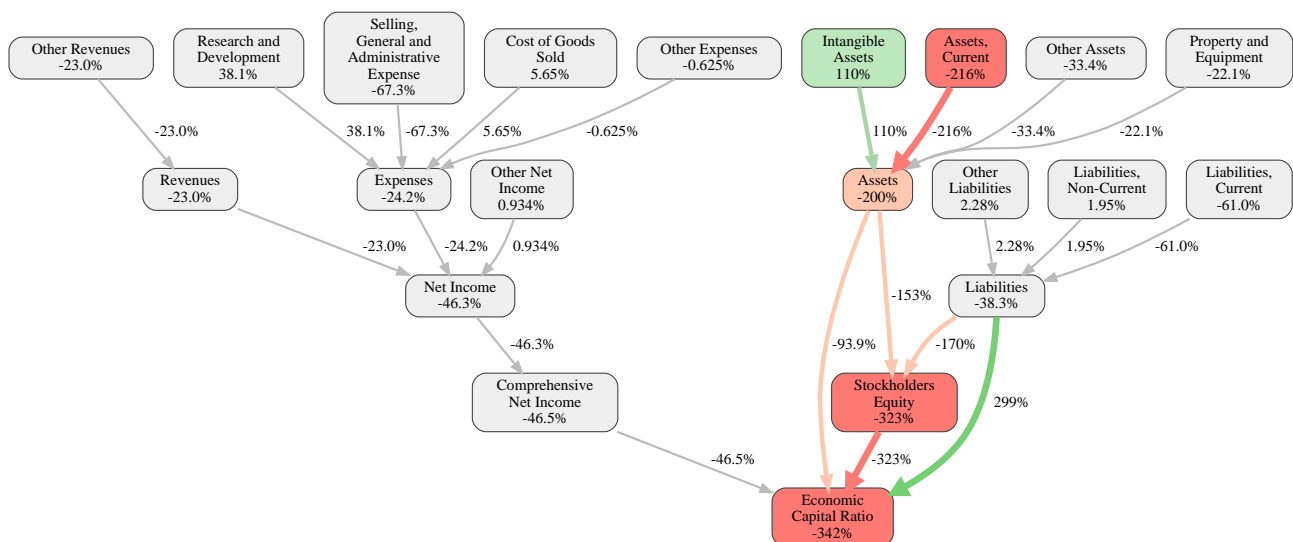 Other Revenues
-23.0%
Research and
Development
38.1%
Selling,
General and
Administrative
Expense
-67.3%
Cost of Goods
Sold
5.65%
Other Expenses
-0.625%
Intangible
Assets
110%
Assets,
Current
-216%
Other Assets
-33.4%
Property and
Equipment
-22.1%
-23.0%
38.1%
-67.3%
5.65%
-0.625%
110%
-216%
-33.4%
-22.1%
Revenues
-23.0%
Expenses
-24.2%
Other Net
Income
0.934%
Assets
-200%
Other
Liabilities
2.28%
Liabilities,
Non-Current
1.95%
Liabilities,
Current
-61.0%
-23.0%
-24.2%
0.934%
2.28%
1.95%
-61.0%
Net Income
-46.3%
Liabilities
-38.3%
-153%
-46.3%
-93.9%
-170%
Comprehensive
Net Income
-46.5%
Stockholders
Equity
-323%
299%
-46.5%
-323%
Economic
Capital Ratio
-342%